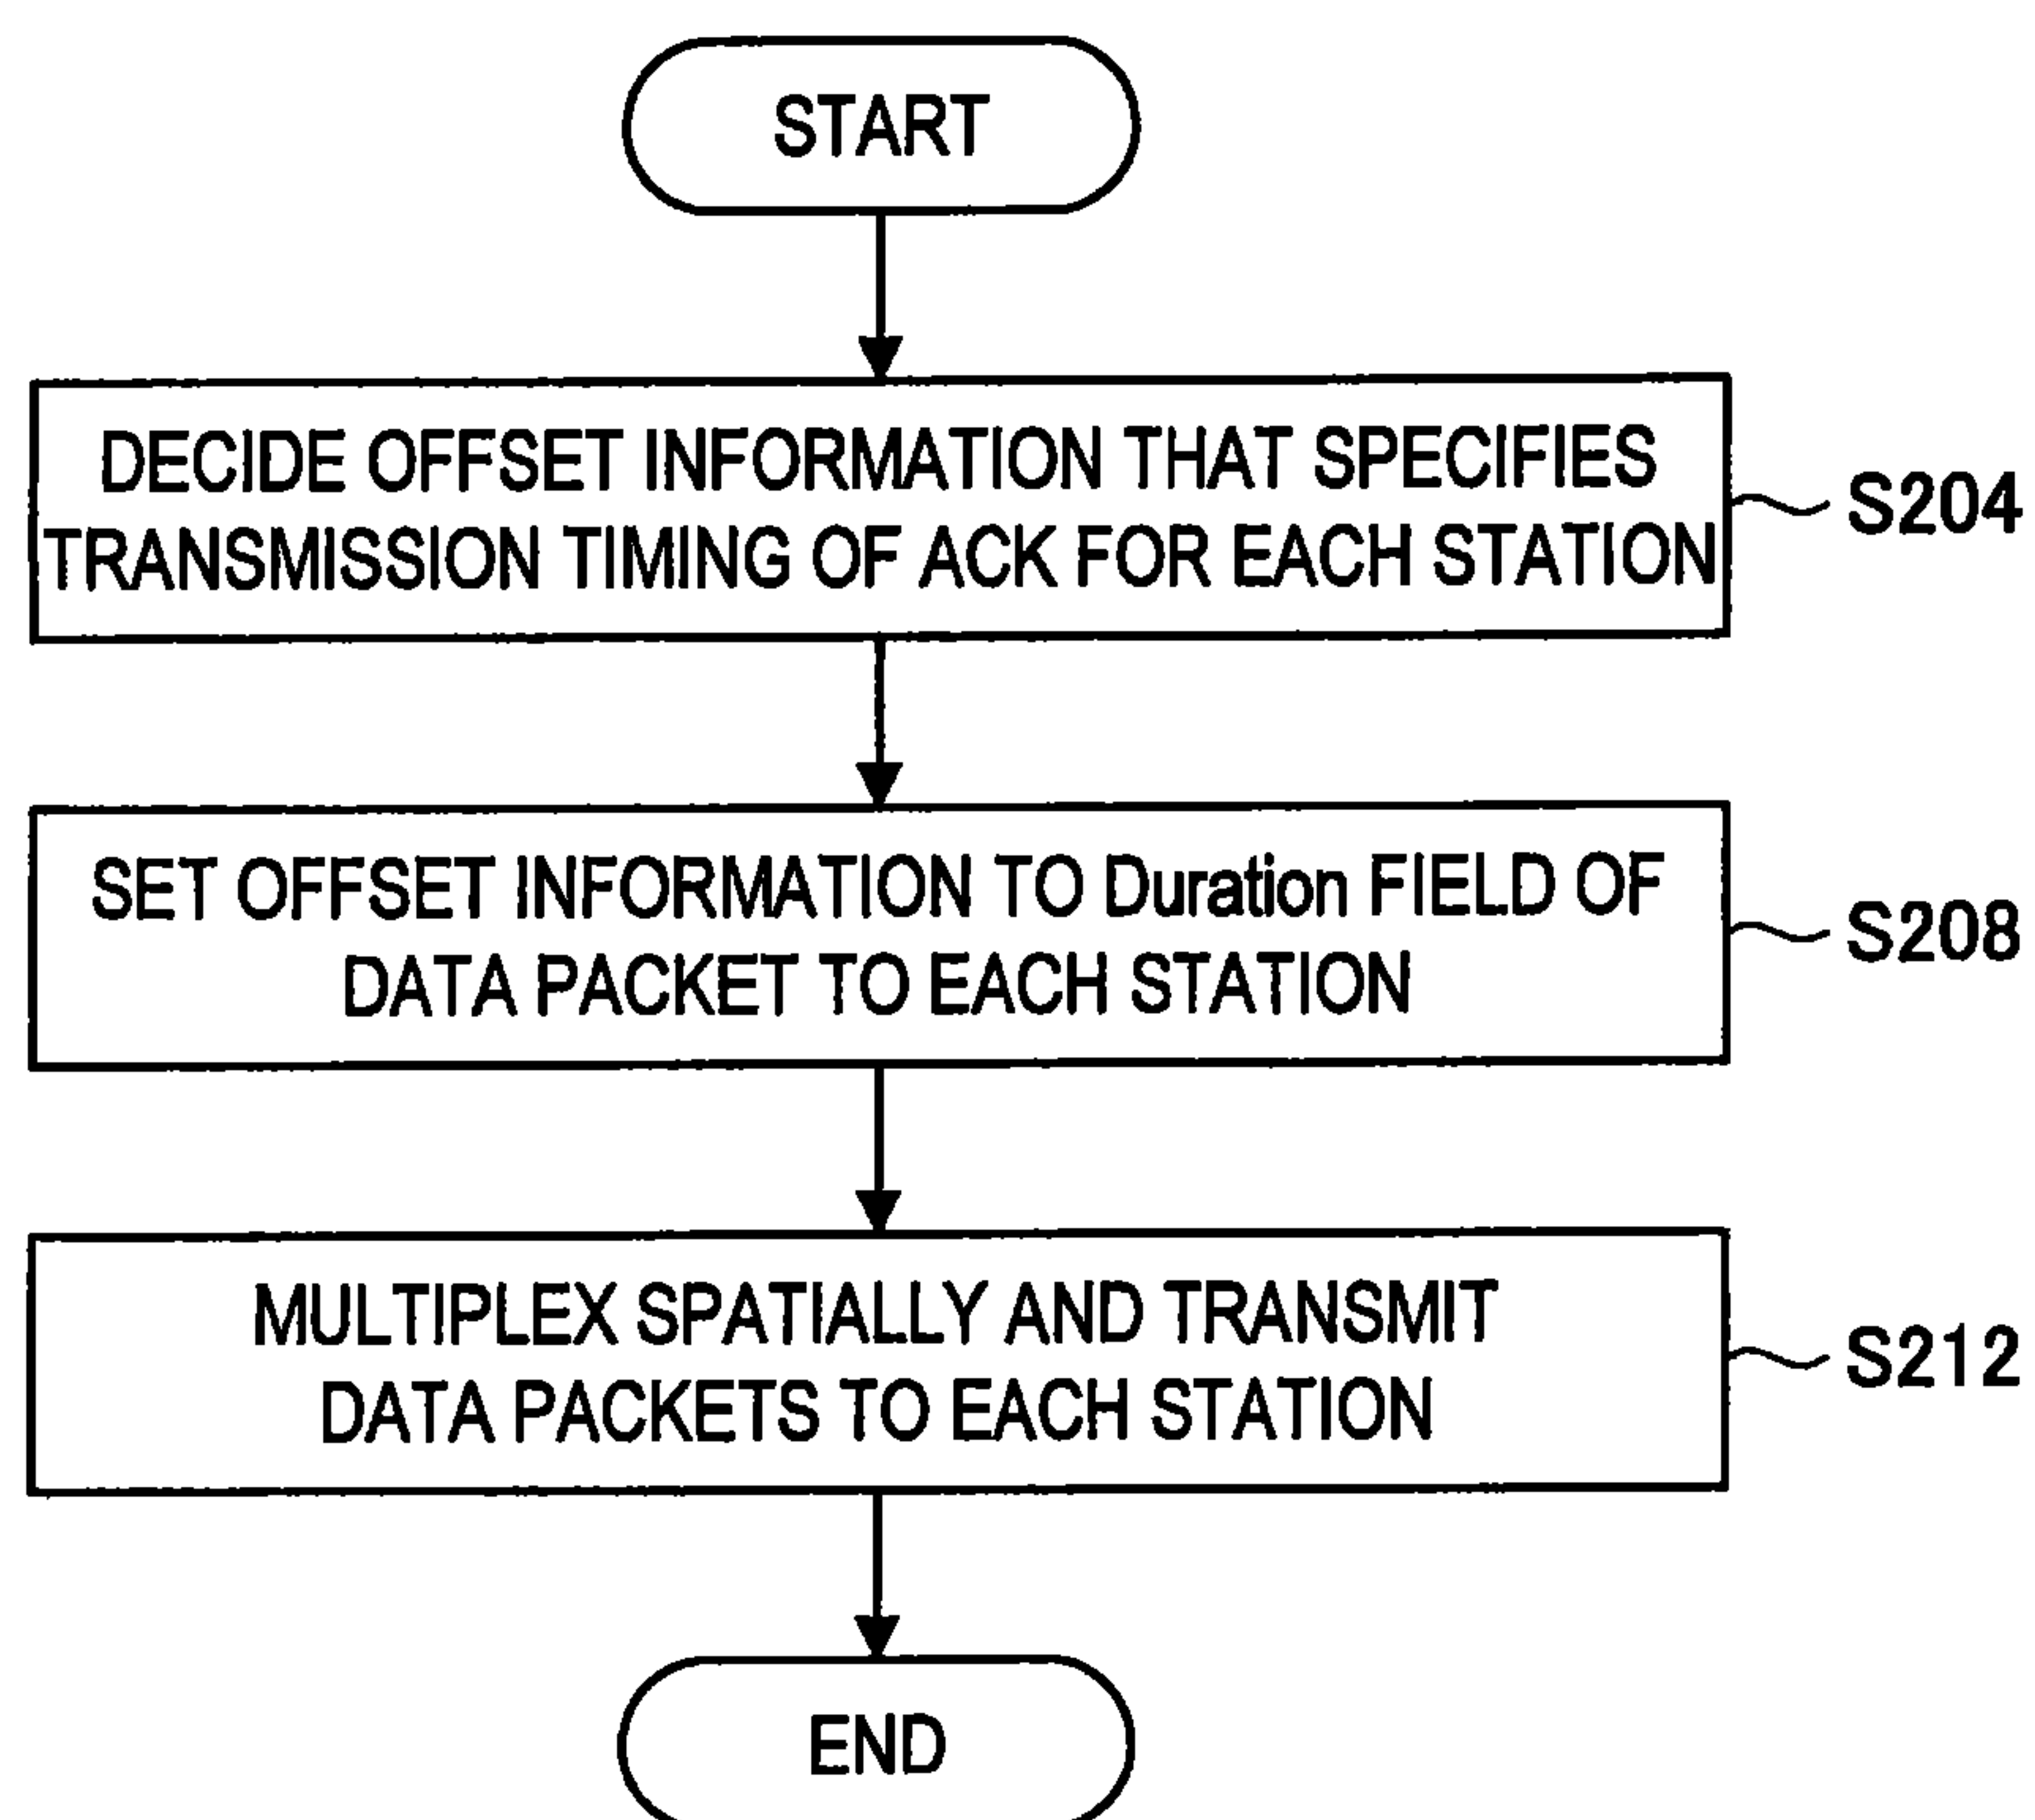 START
DECIDE OFFSET INFORMATION THAT SPECIFIES
TRANSMISSION TIMING OF ACK FOR EACH STATION
S204
SET OFFSET INFORMATION TO Duration FIELD OF
DATA PACKET TO EACH STATION
S208
MULTIPLEX SPATIALLY AND TRANSMIT
DATA PACKETS TO EACH STATION
S212
END